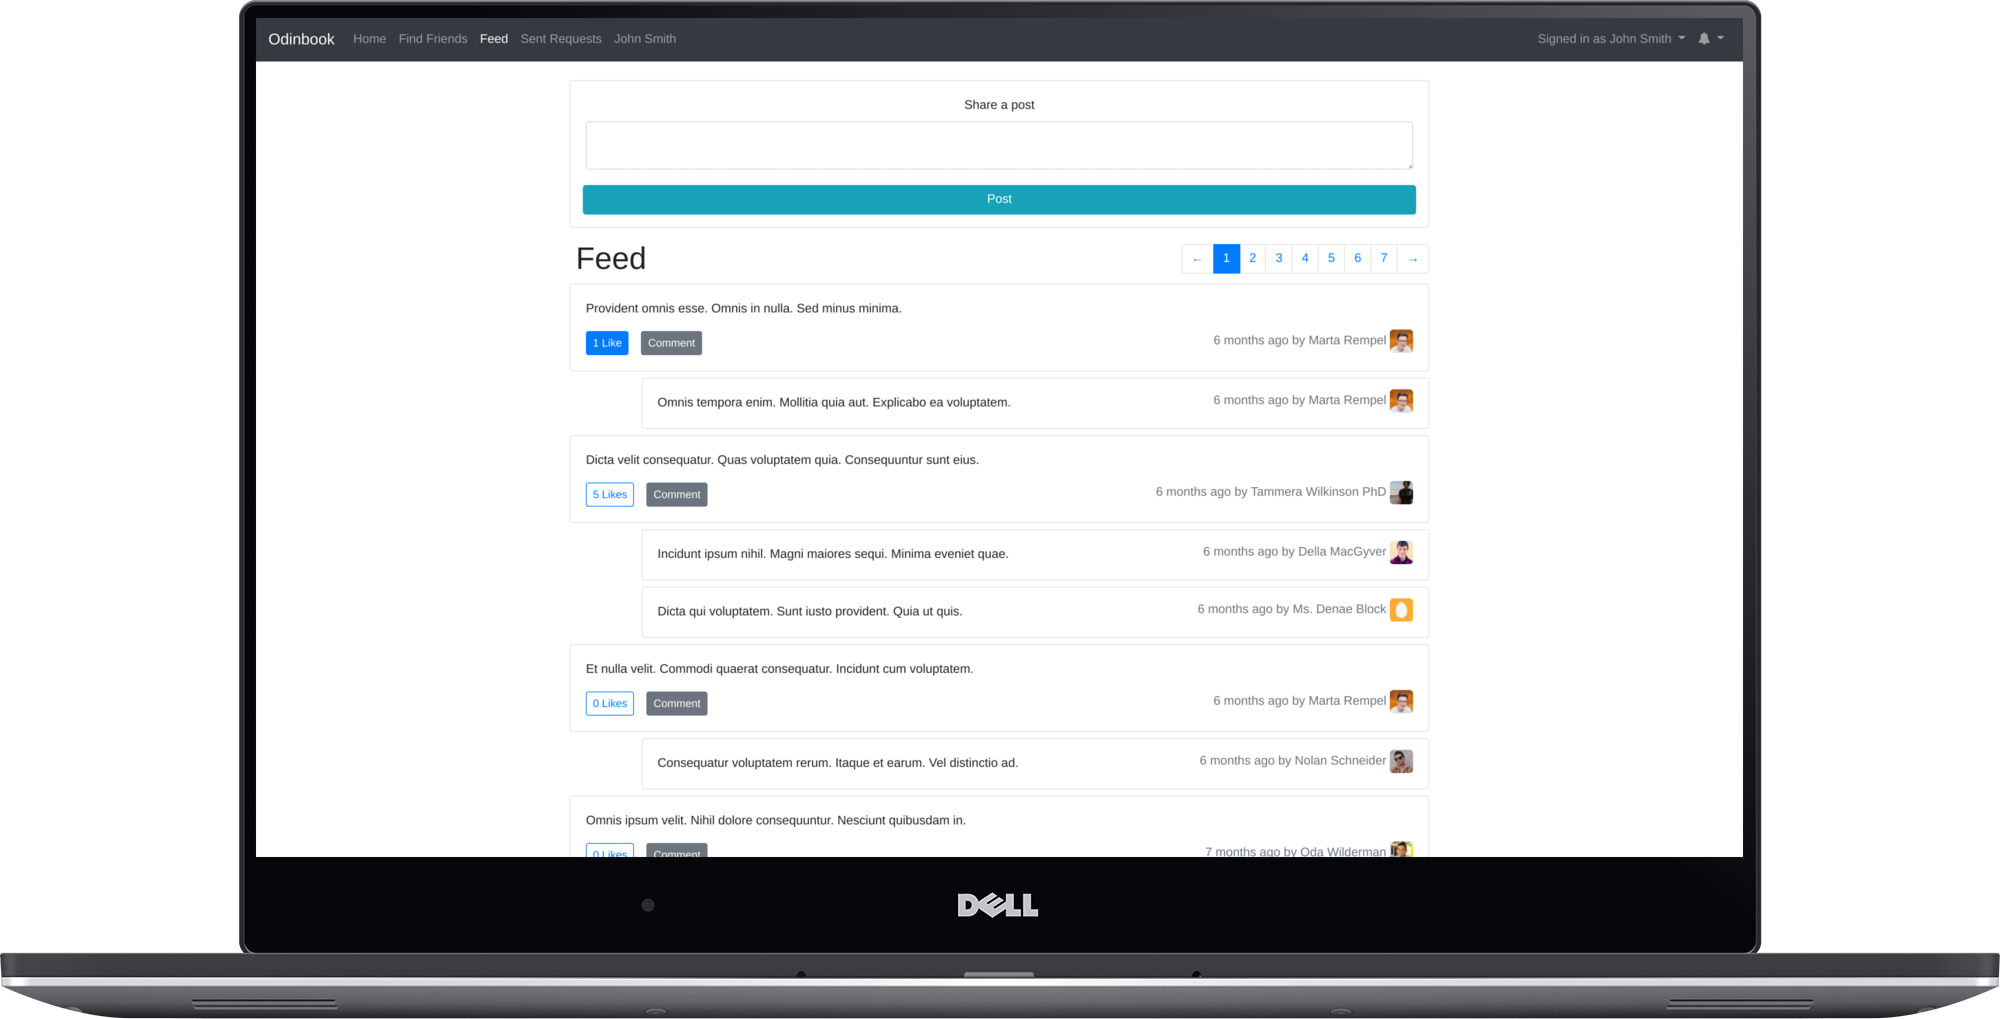 Odinbook Home Find Friends Feed Sent Requests John Smith Signed in as John Smith
Share a post
Post
Feed ← 1 2 3 4 5 6 7 →
Provident omnis esse. Omnis in nulla. Sed minus minima.
1 Like Comment 6 months ago by Marta Rempel
Omnis tempora enim. Mollitia quia aut. Explicabo ea voluptatem. 6 months ago by Marta Rempel
Dicta velit consequatur. Quas voluptatem quia. Consequuntur sunt eius.
5 Likes Comment 6 months ago by Tammera Wilkinson PhD
Incidunt ipsum nihil. Magni maiores sequi. Minima eveniet quae. 6 months ago by Della MacGyver
Dicta qui voluptatem. Sunt iusto provident. Quia ut quis. 6 months ago by Ms. Denae Block
Et nulla velit. Commodi quaerat consequatur. Incidunt cum voluptatem.
0 Likes Comment 6 months ago by Marta Rempel
Consequatur voluptatem rerum. Itaque et earum. Vel distinctio ad. 6 months ago by Nolan Schneider
Omnis ipsum velit. Nihil dolore consequuntur. Nesciunt quibusdam in.
0 Likes Comment 7 months ago by Oda Wilderman
DELL